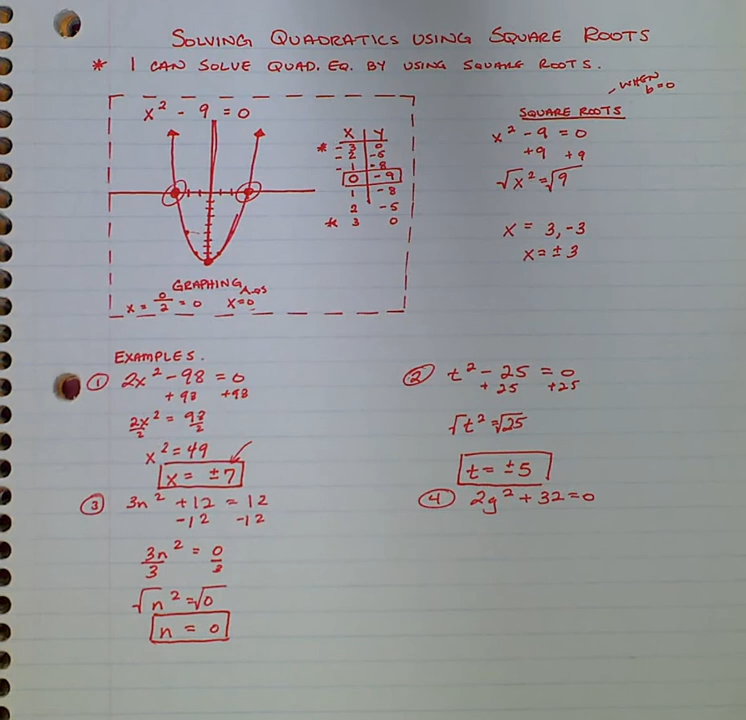 SOLVING QUADRATICS USING SQUARE ROOTS
* I CAN SOLVE QUAD. EQ. BY USING SQUARE ROOTS.
x² - 9 = 0
X | Y
* -3 | 0
-2 | -5
-1 | -8
0 | -9
1 | -8
2 | -5
* 3 | 0
GRAPHING
x = 0/2 = 0 x=0 A.O.S
WHEN b=0
SQUARE ROOTS
x² - 9 = 0
+9 +9
√x² = √9
x = 3, -3
x = ±3
EXAMPLES.
① 2x² - 98 = 0
+98 +98
2x²/2 = 98/2
x² = 49
x = ±7
② t² - 25 = 0
+25 +25
√t² = √25
t = ±5
③ 3n² + 12 = 12
-12 -12
3n²/3 = 0/3
√n² = √0
n = 0
④ 2g² + 32 = 0